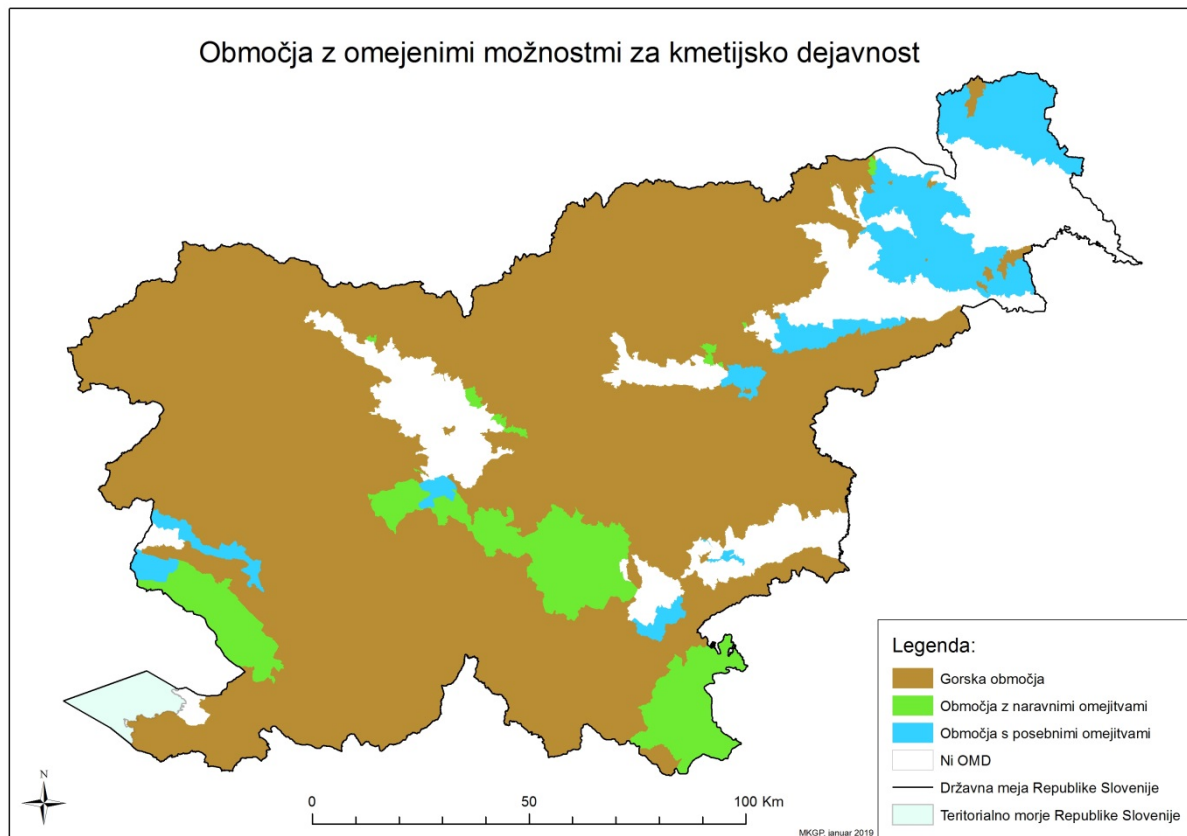 Območja z omejenimi možnostmi za kmetijsko dejavnost
Legenda:
Gorska območja
Območja z naravnimi omejitvami
Območja s posebnimi omejitvami
Ni OMD
Državna meja Republike Slovenije
Teritorialno morje Republike Slovenije
N
0 50 100 Km
MKGP, januar 2019